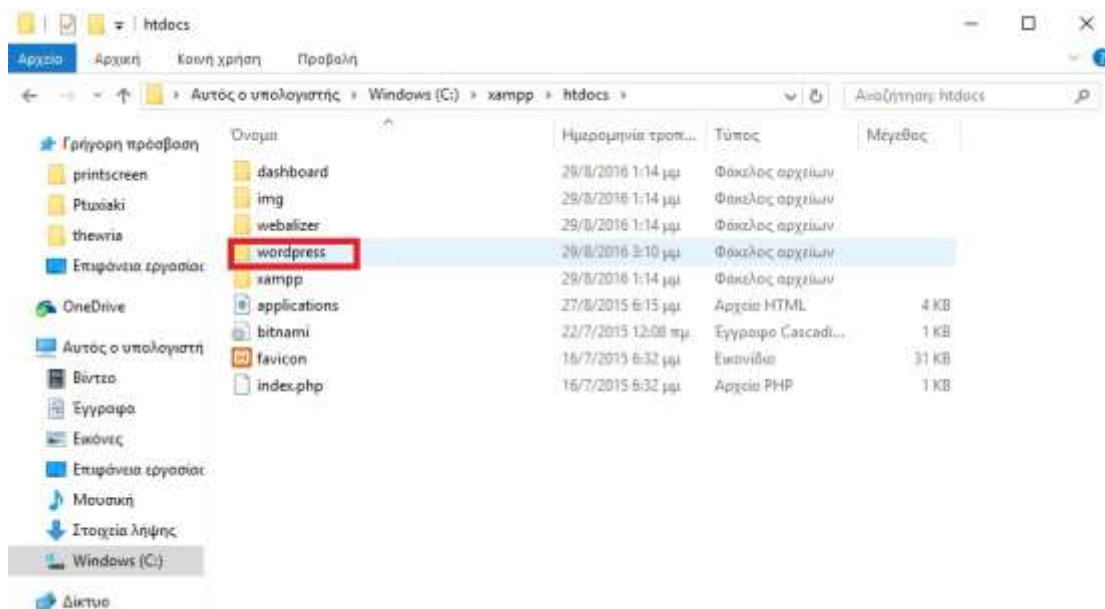 htdocs
Αρχείο Αρχική Κοινή χρήση Προβολή
Αυτός ο υπολογιστής Windows (C:) xampp htdocs Αναζήτηση: htdocs
Όνομα Ημερομηνία τροπ... Τύπος Μέγεθος
Γρήγορη πρόσβαση
printscreen
Ptuxiaki
thewria
Επιφάνεια εργασίας
OneDrive
Αυτός ο υπολογιστή
Βίντεο
Έγγραφα
Εικόνες
Επιφάνεια εργασίας
Μουσική
Στοιχεία λήψης
Windows (C:)
Δίκτυο
dashboard 29/8/2016 1:14 μμ Φάκελος αρχείων
img 29/8/2016 1:14 μμ Φάκελος αρχείων
webalizer 29/8/2016 1:14 μμ Φάκελος αρχείων
wordpress 29/8/2016 3:10 μμ Φάκελος αρχείων
xampp 29/8/2016 1:14 μμ Φάκελος αρχείων
applications 27/8/2015 6:15 μμ Αρχείο HTML 4 KB
bitnami 22/7/2015 12:08 πμ Έγγραφο Cascadi... 1 KB
favicon 16/7/2015 6:32 μμ Εικονίδιο 31 KB
index.php 16/7/2015 6:32 μμ Αρχείο PHP 1 KB